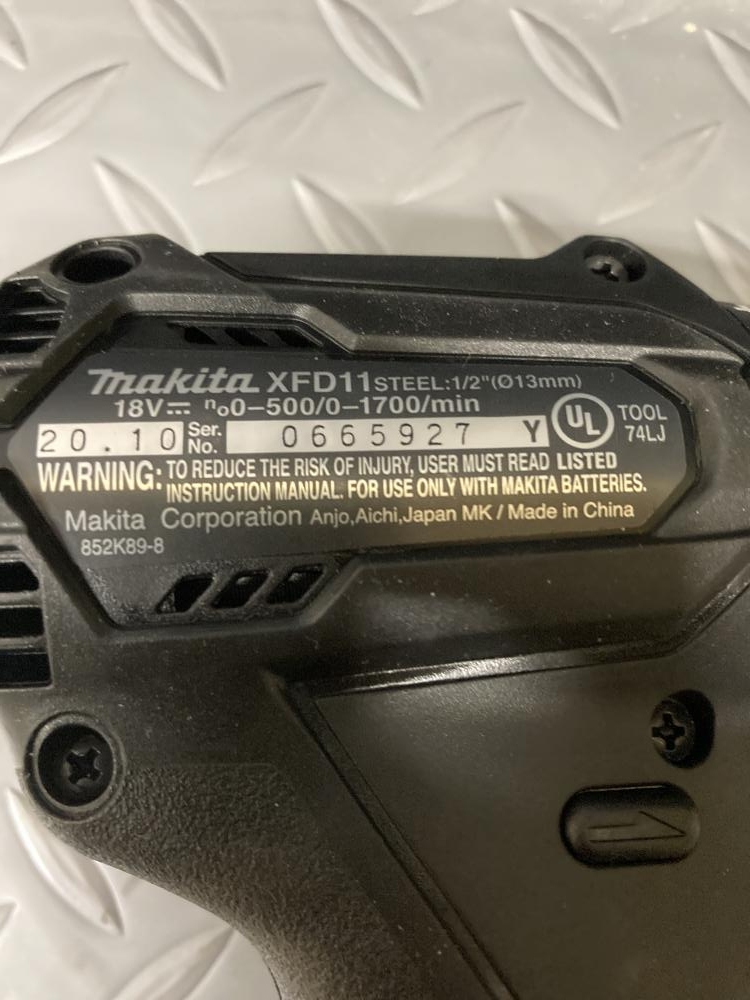 makita XFD11 STEEL:1/2"(Ø13mm)
18V⎓ n₀0–500/0–1700/min
20.10 Ser. No. 0665927 Y
UL TOOL 74LJ
LISTED
WARNING: TO REDUCE THE RISK OF INJURY, USER MUST READ
INSTRUCTION MANUAL. FOR USE ONLY WITH MAKITA BATTERIES.
Makita Corporation Anjo,Aichi,Japan MK / Made in China
852K89-8